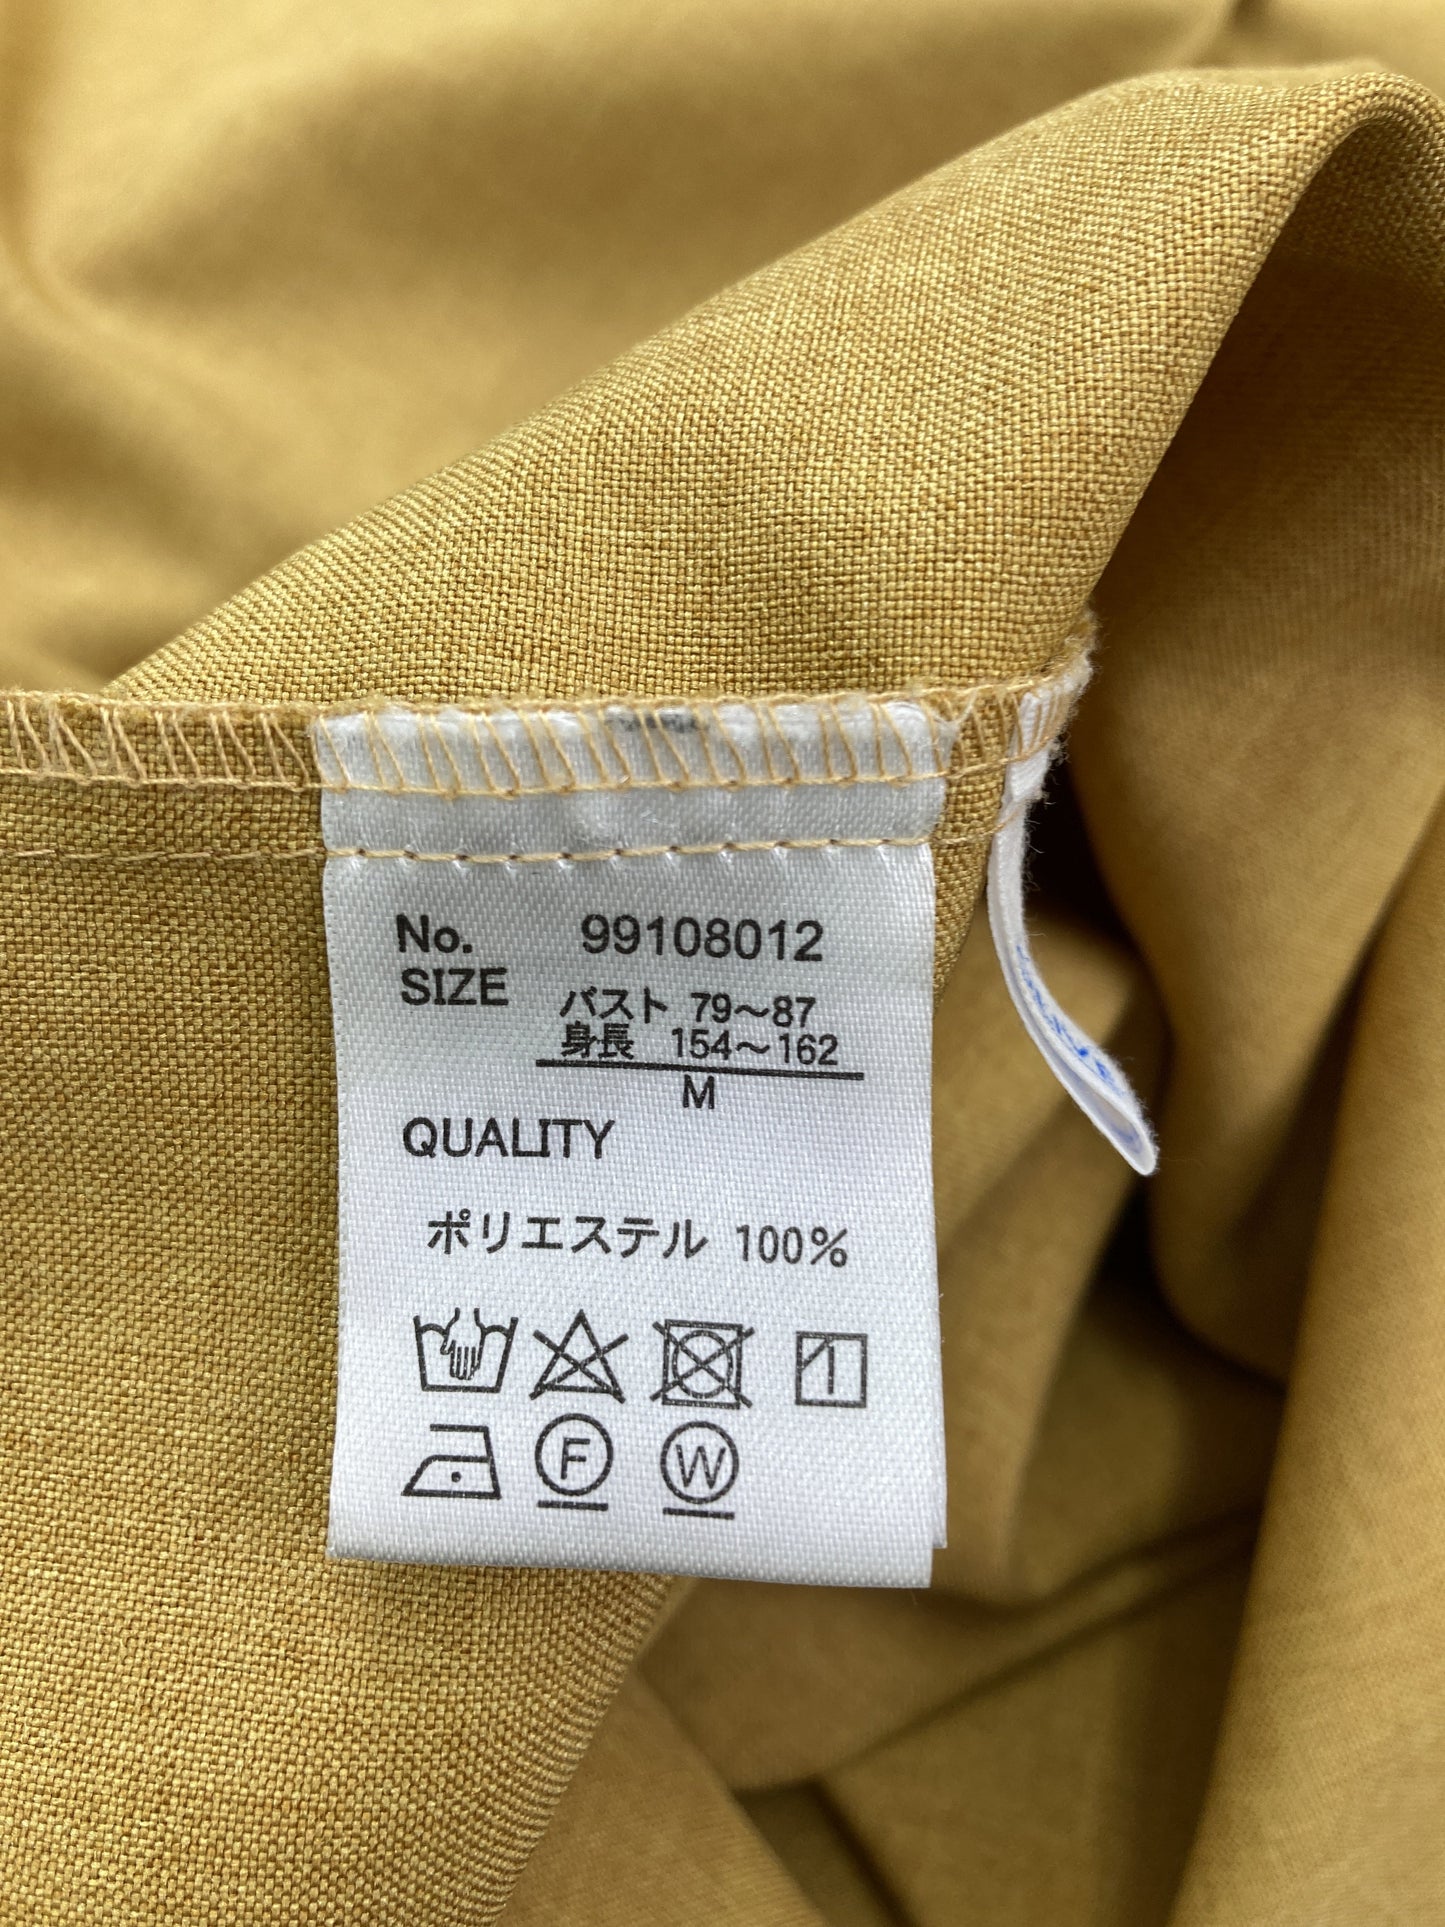 No. 99108012
SIZE
バスト 79～87
身長 154～162
M
QUALITY
ポリエステル 100%
F
W